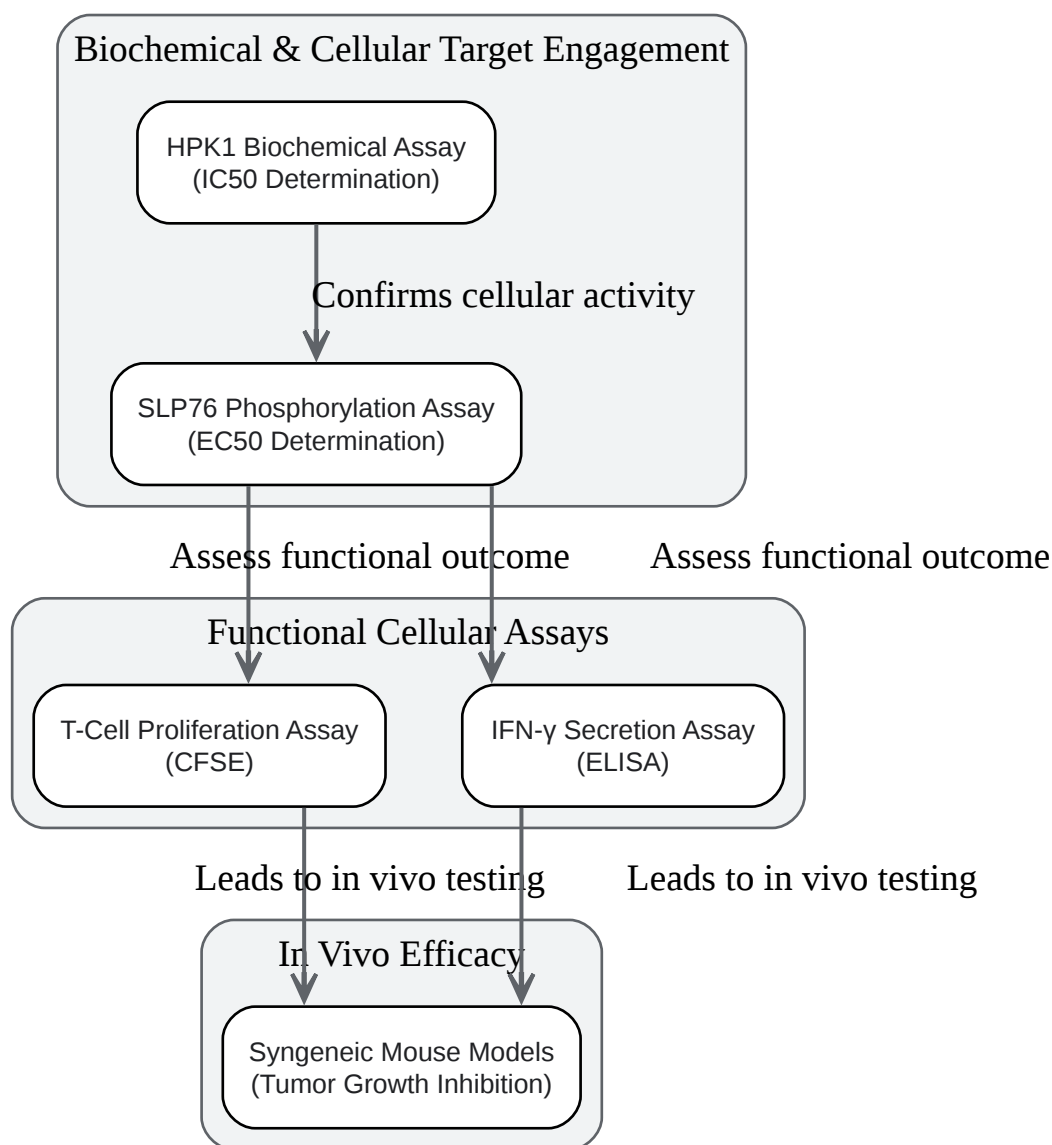 Biochemical & Cellular Target Engagement
HPK1 Biochemical Assay
(IC50 Determination)
Confirms cellular activity
SLP76 Phosphorylation Assay
(EC50 Determination)
Assess functional outcome
Assess functional outcome
Functional Cellular Assays
T-Cell Proliferation Assay
(CFSE)
IFN-γ Secretion Assay
(ELISA)
Leads to in vivo testing
Leads to in vivo testing
In Vivo Efficacy
Syngeneic Mouse Models
(Tumor Growth Inhibition)